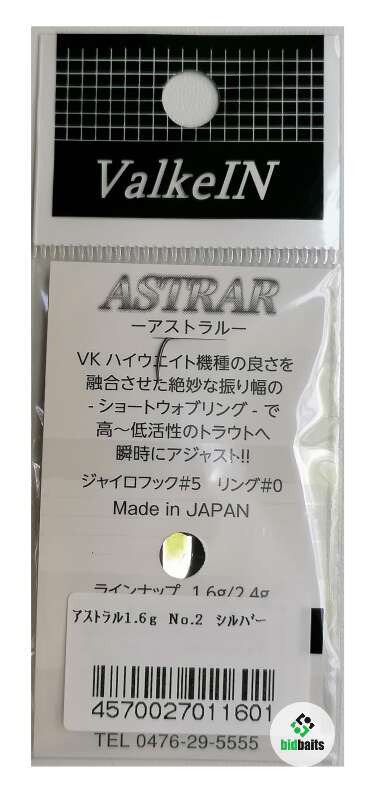 ValkeIN
ASTRAR
ーアストラルー
VK ハイウエイト機種の良さを
融合させた絶妙な振り幅の
- ショートウォブリング - で
高～低活性のトラウトへ
瞬時にアジャスト!!
ジャイロフック#5 リング#0
Made in JAPAN
ラインナップ 1.6g/2.4g
アストラル1.6g No.2 シルバー
4570027011601
TEL 0476-29-5555
bidbaits